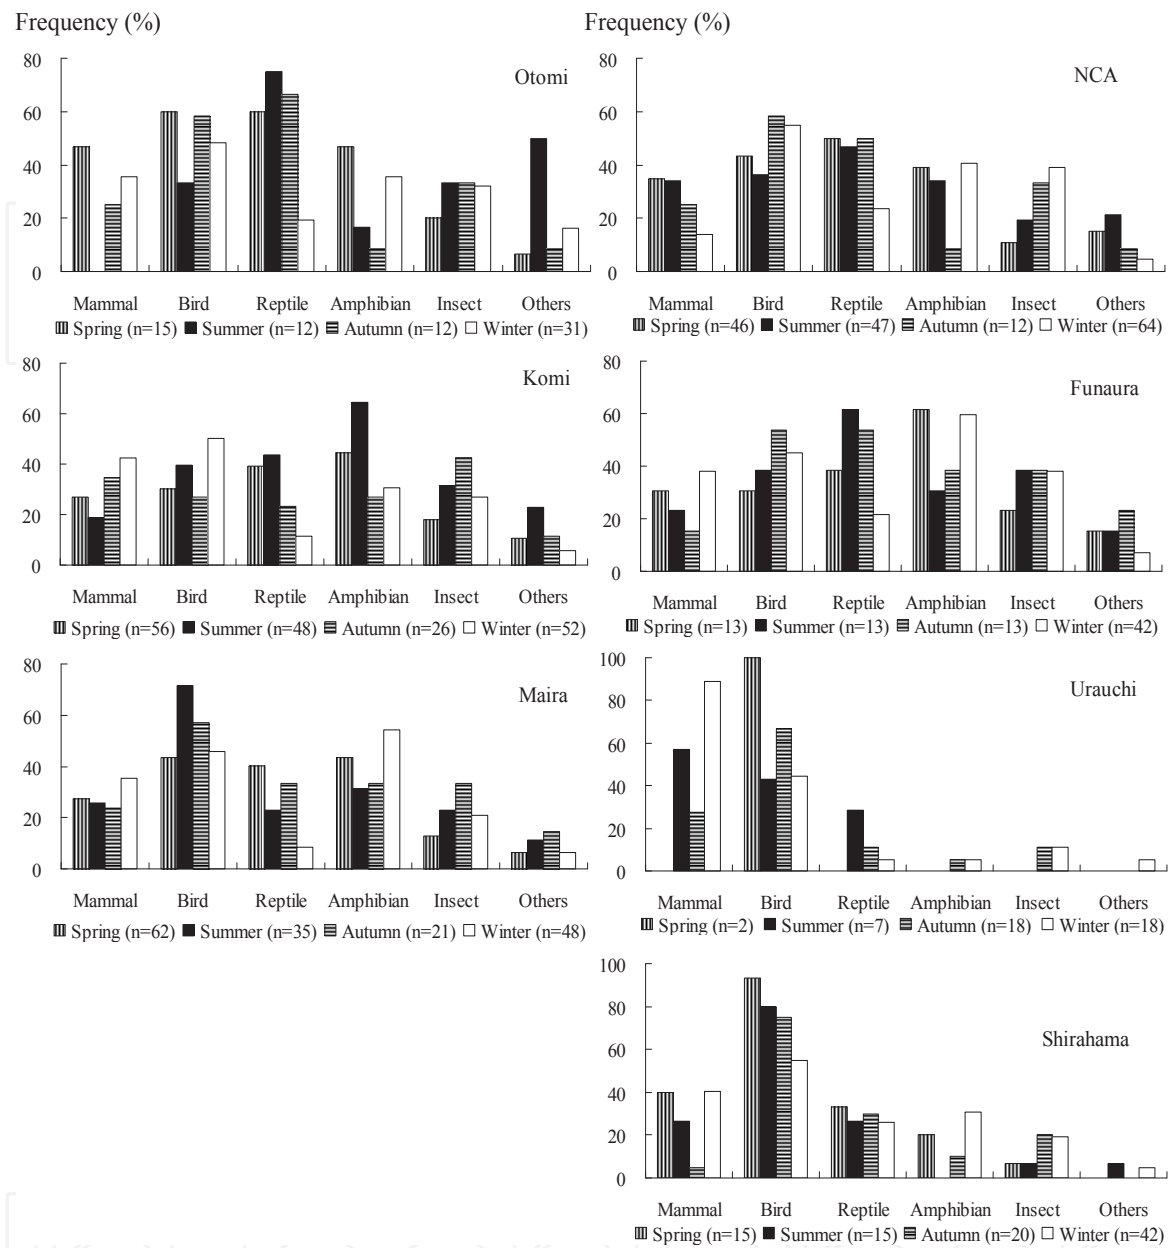 Frequency (%)
80
60
40
20
0
Otomi
Mammal Bird Reptile Amphibian Insect Others
Spring (n=15) Summer (n=12) Autumn (n=12) Winter (n=31)
80
60
40
20
0
Komi
Mammal Bird Reptile Amphibian Insect Others
Spring (n=56) Summer (n=48) Autumn (n=26) Winter (n=52)
80
60
40
20
0
Maira
Mammal Bird Reptile Amphibian Insect Others
Spring (n=62) Summer (n=35) Autumn (n=21) Winter (n=48)
Frequency (%)
80
60
40
20
0
NCA
Mammal Bird Reptile Amphibian Insect Others
Spring (n=46) Summer (n=47) Autumn (n=12) Winter (n=64)
80
60
40
20
0
Funaura
Mammal Bird Reptile Amphibian Insect Others
Spring (n=13) Summer (n=13) Autumn (n=13) Winter (n=42)
100
80
60
40
20
0
Urauchi
Mammal Bird Reptile Amphibian Insect Others
Spring (n=2) Summer (n=7) Autumn (n=18) Winter (n=18)
100
80
60
40
20
0
Shirahama
Mammal Bird Reptile Amphibian Insect Others
Spring (n=15) Summer (n=15) Autumn (n=20) Winter (n=42)